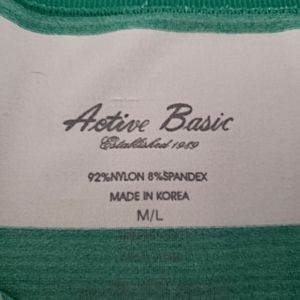 Active Basic
Established 1989
92%NYLON 8%SPANDEX
MADE IN KOREA
M/L